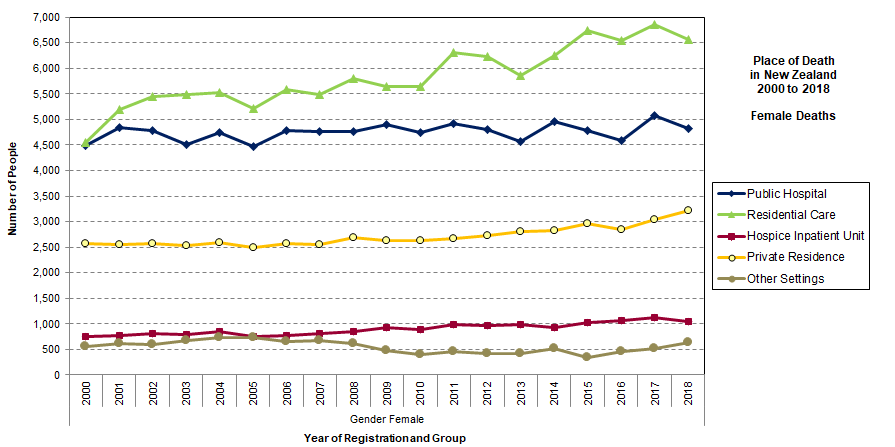 7,000
6,500
6,000
5,500
5,000
4,500
4,000
3,500
3,000
2,500
2,000
1,500
1,000
500
0
Number of People
2000 2001 2002 2003 2004 2005 2006 2007 2008 2009 2010 2011 2012 2013 2014 2015 2016 2017 2018
Gender Female
Year of Registration and Group
Place of Death
in New Zealand
2000 to 2018
Female Deaths
Public Hospital
Residential Care
Hospice Inpatient Unit
Private Residence
Other Settings